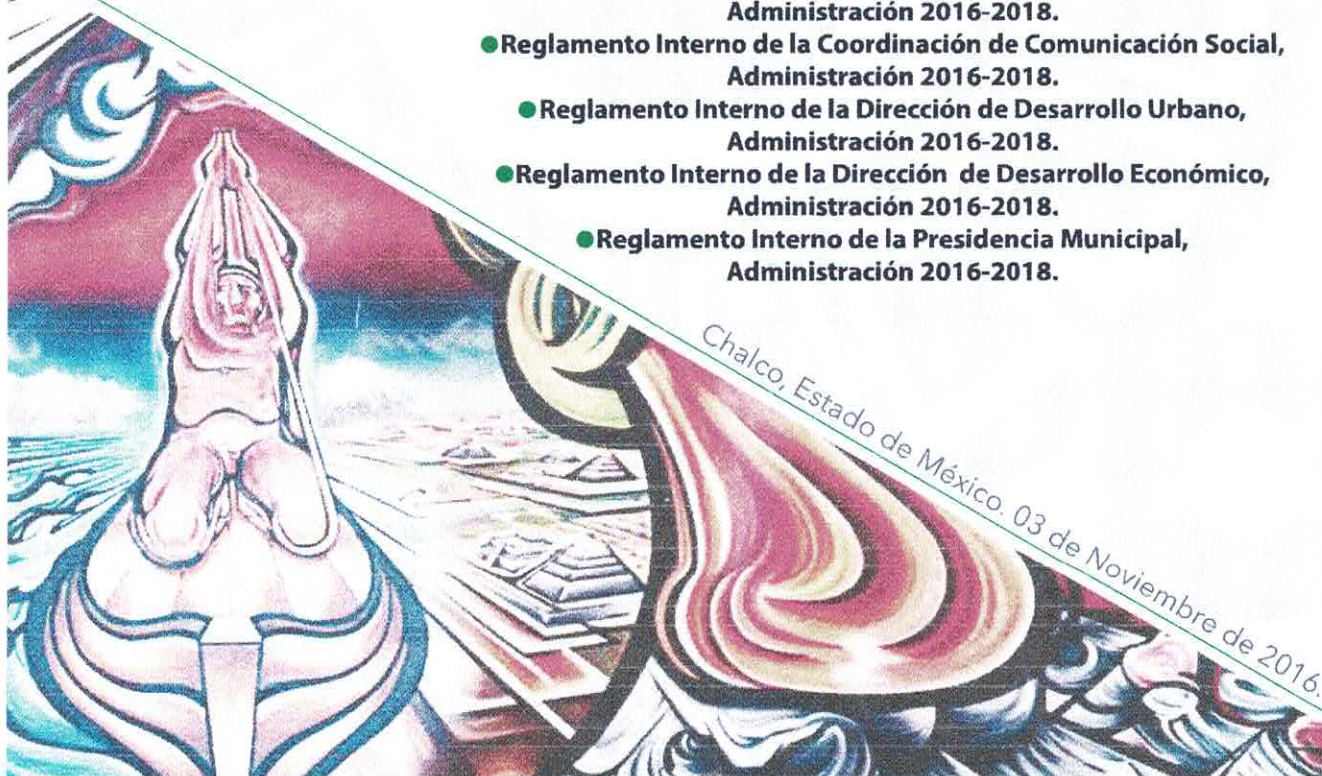 Administración 2016-2018.
●Reglamento Interno de la Coordinación de Comunicación Social,
Administración 2016-2018.
●Reglamento Interno de la Dirección de Desarrollo Urbano,
Administración 2016-2018.
●Reglamento Interno de la Dirección de Desarrollo Económico,
Administración 2016-2018.
●Reglamento Interno de la Presidencia Municipal,
Administración 2016-2018.
Chalco, Estado de México. 03 de Noviembre de 2016.